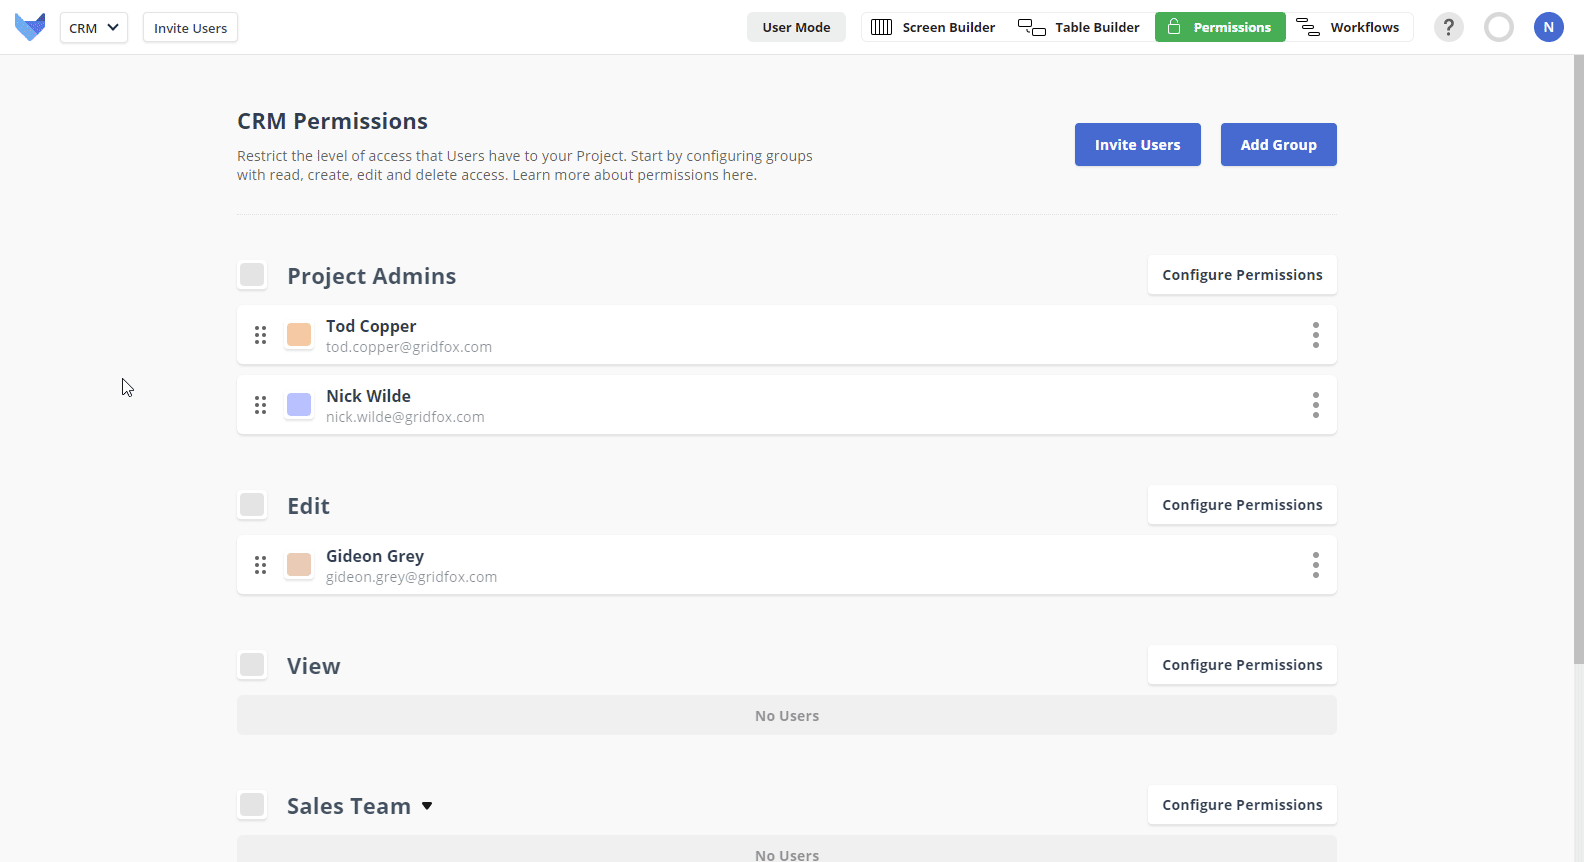 CRM
Invite Users
User Mode
Screen Builder
Table Builder
Permissions
Workflows
?
N
CRM Permissions
Restrict the level of access that Users have to your Project. Start by configuring groups
with read, create, edit and delete access. Learn more about permissions here.
Invite Users
Add Group
Project Admins
Configure Permissions
Tod Copper
tod.copper@gridfox.com
Nick Wilde
nick.wilde@gridfox.com
Edit
Configure Permissions
Gideon Grey
gideon.grey@gridfox.com
View
Configure Permissions
No Users
Sales Team
Configure Permissions
No Users